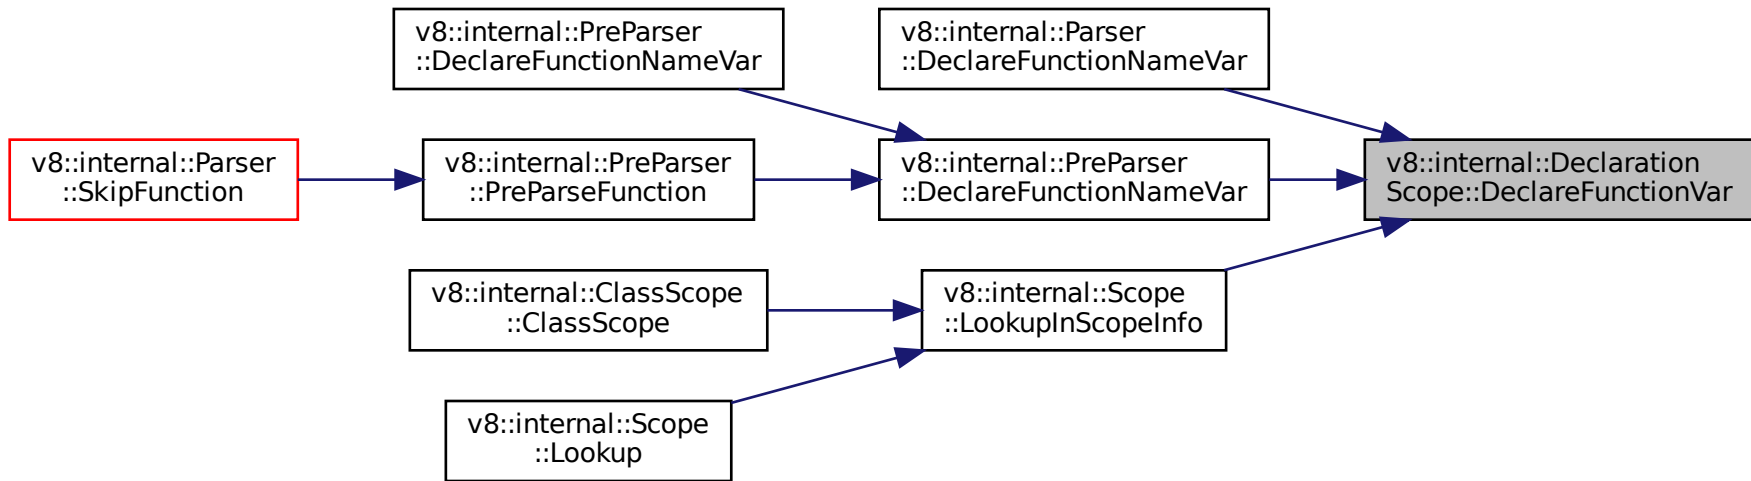 v8::internal::PreParser
::DeclareFunctionNameVar
v8::internal::Parser
::DeclareFunctionNameVar
v8::internal::Parser
::SkipFunction
v8::internal::PreParser
::PreParseFunction
v8::internal::PreParser
::DeclareFunctionNameVar
v8::internal::Declaration
Scope::DeclareFunctionVar
v8::internal::ClassScope
::ClassScope
v8::internal::Scope
::LookupInScopeInfo
v8::internal::Scope
::Lookup